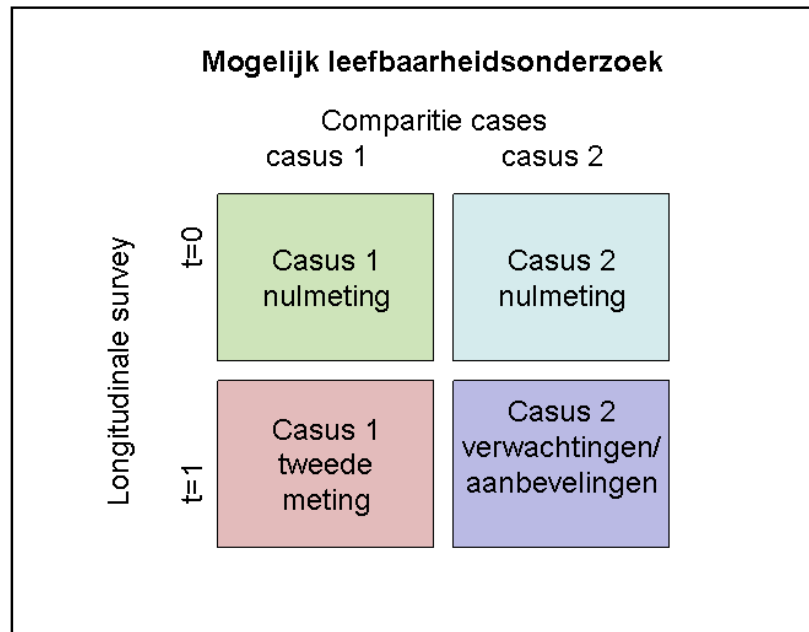 Mogelijk leefbaarheidsonderzoek
Comparitie cases
casus 1 casus 2
Longitudinale survey
t=0
Casus 1
nulmeting
Casus 2
nulmeting
t=1
Casus 1
tweede
meting
Casus 2
verwachtingen/
aanbevelingen